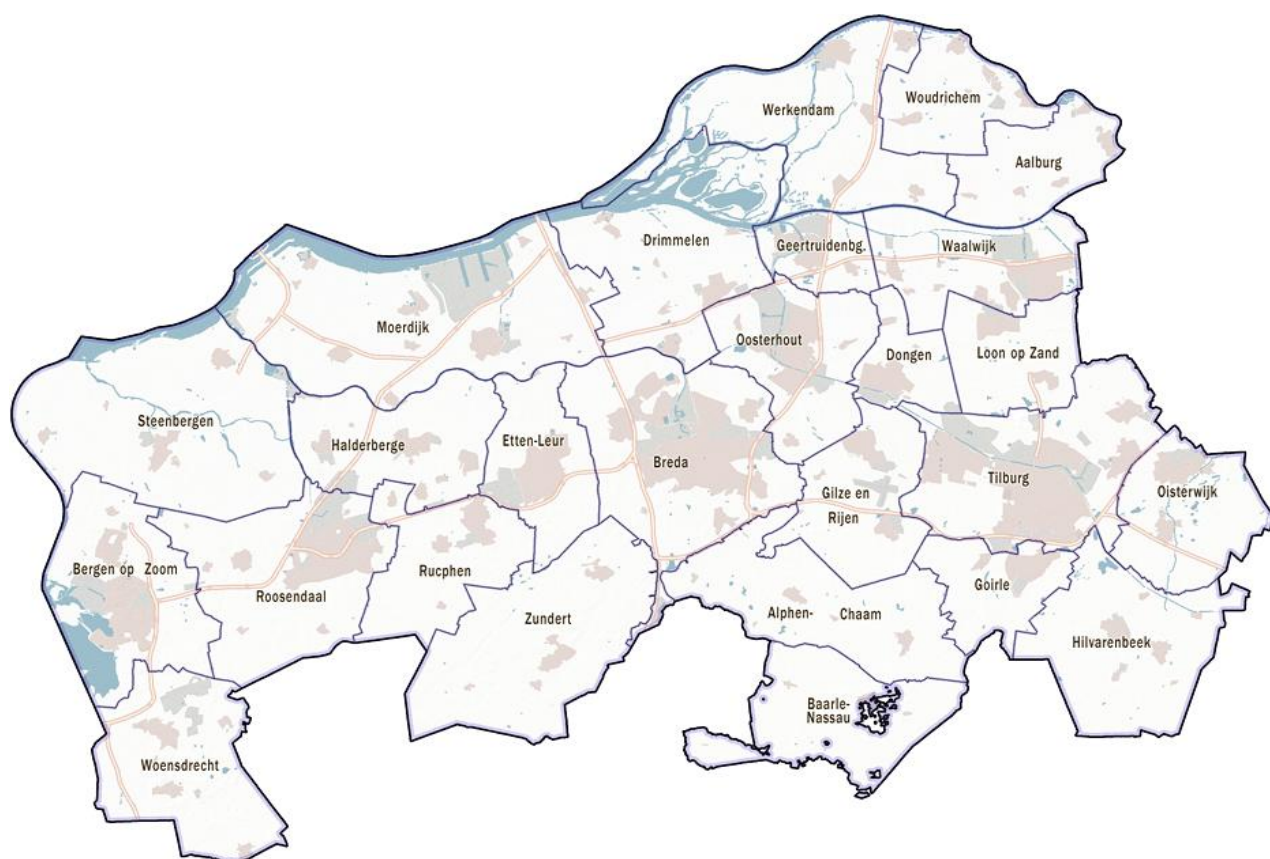 Woudrichem
Werkendam
Aalburg
Drimmelen
Geertruidenbg.
Waalwijk
Moerdijk
Oosterhout
Dongen
Loon op Zand
Steenbergen
Halderberge
Etten-Leur
Breda
Tilburg
Oisterwijk
Gilze en
Rijen
Bergen op Zoom
Roosendaal
Rucphen
Goirle
Zundert
Alphen- Chaam
Hilvarenbeek
Baarle-
Nassau
Woensdrecht